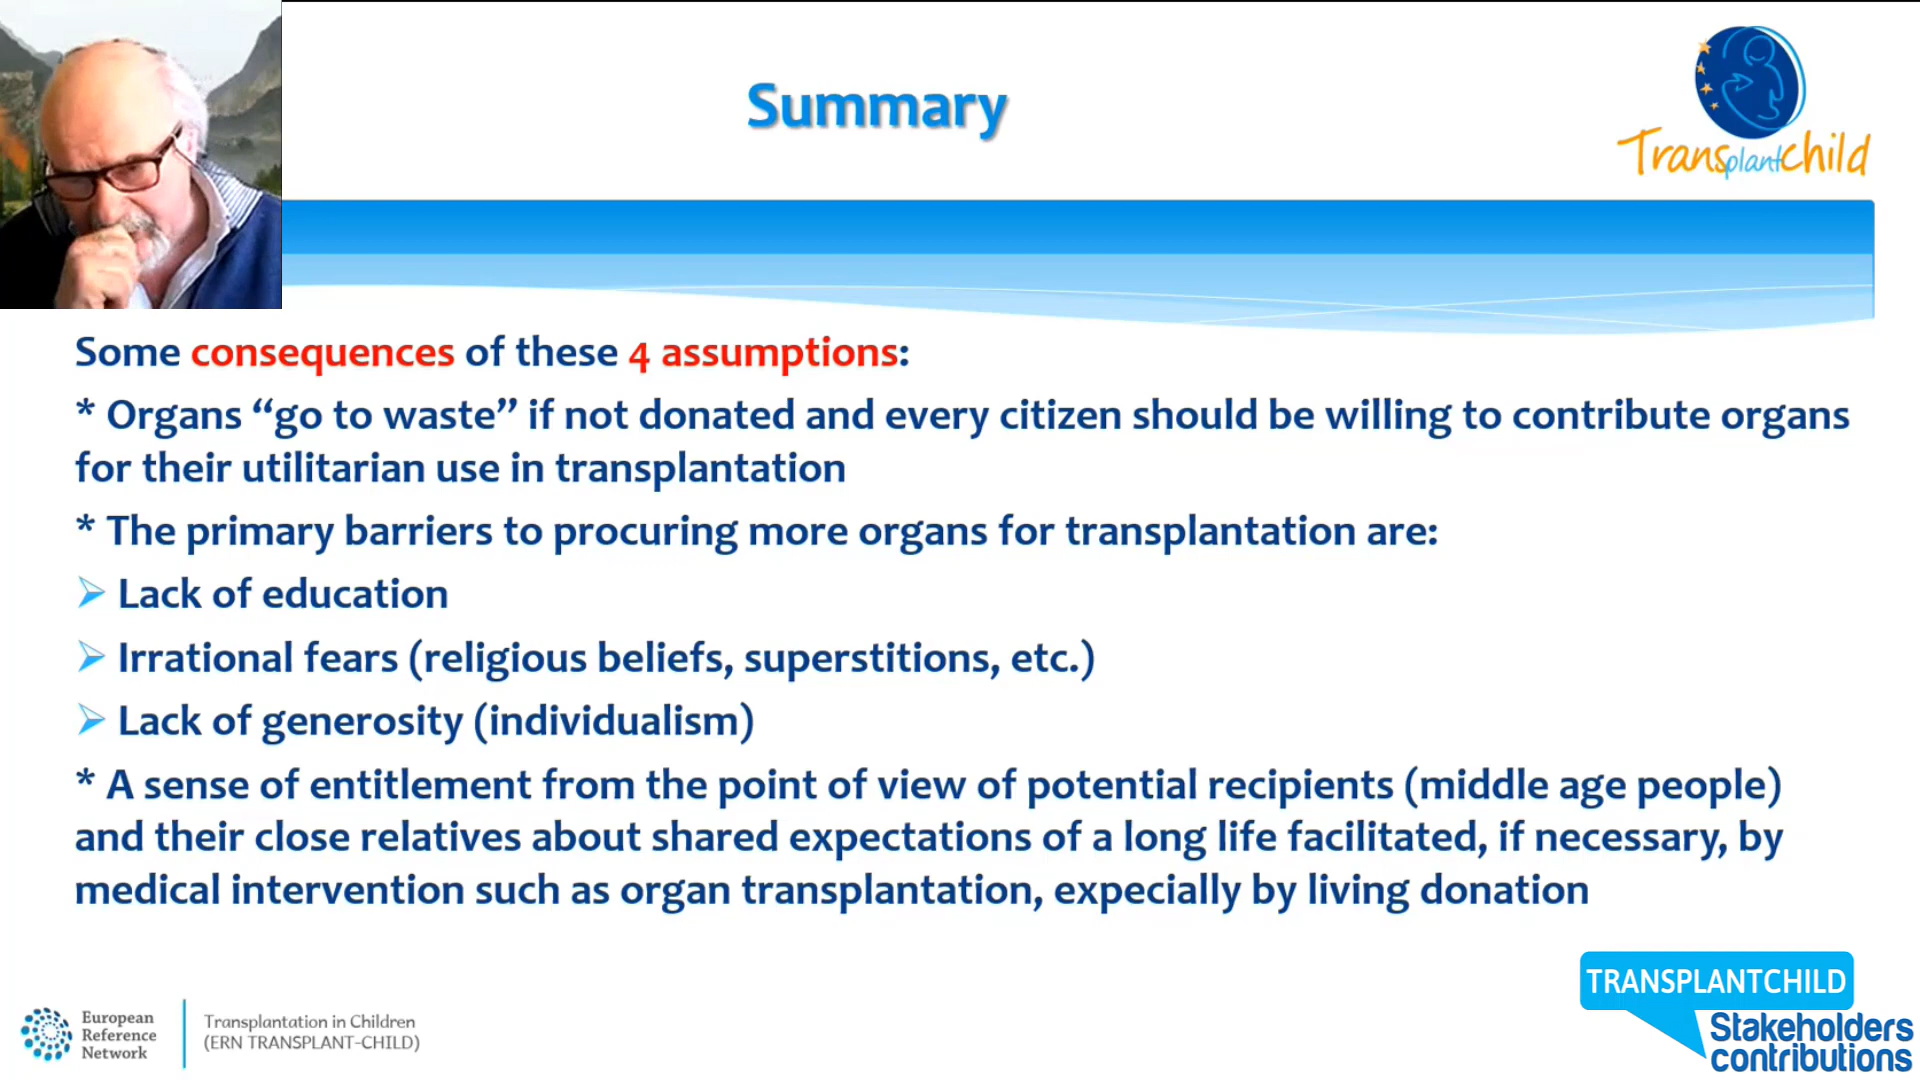 Summary
Transplantchild
Some consequences of these 4 assumptions:
* Organs “go to waste” if not donated and every citizen should be willing to contribute organs
for their utilitarian use in transplantation
* The primary barriers to procuring more organs for transplantation are:
➢ Lack of education
➢ Irrational fears (religious beliefs, superstitions, etc.)
➢ Lack of generosity (individualism)
* A sense of entitlement from the point of view of potential recipients (middle age people)
and their close relatives about shared expectations of a long life facilitated, if necessary, by
medical intervention such as organ transplantation, expecially by living donation
European
Reference
Network
Transplantation in Children
(ERN TRANSPLANT-CHILD)
TRANSPLANTCHILD
Stakeholders
contributions